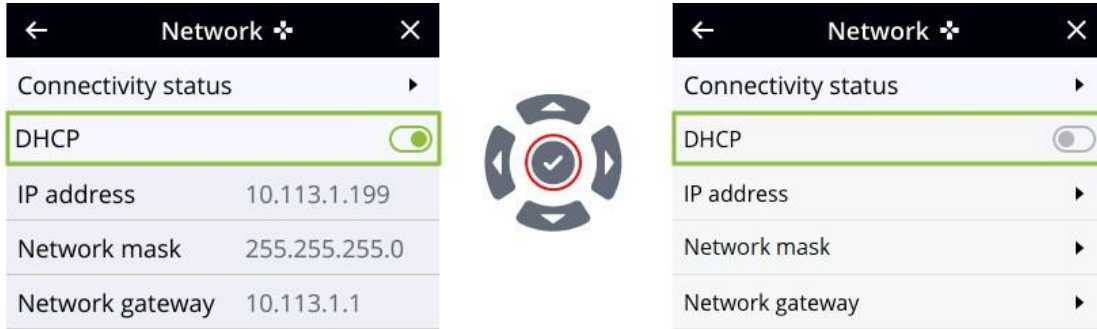 Network
Connectivity status
DHCP
IP address 10.113.1.199
Network mask 255.255.255.0
Network gateway 10.113.1.1
Network
Connectivity status
DHCP
IP address
Network mask
Network gateway